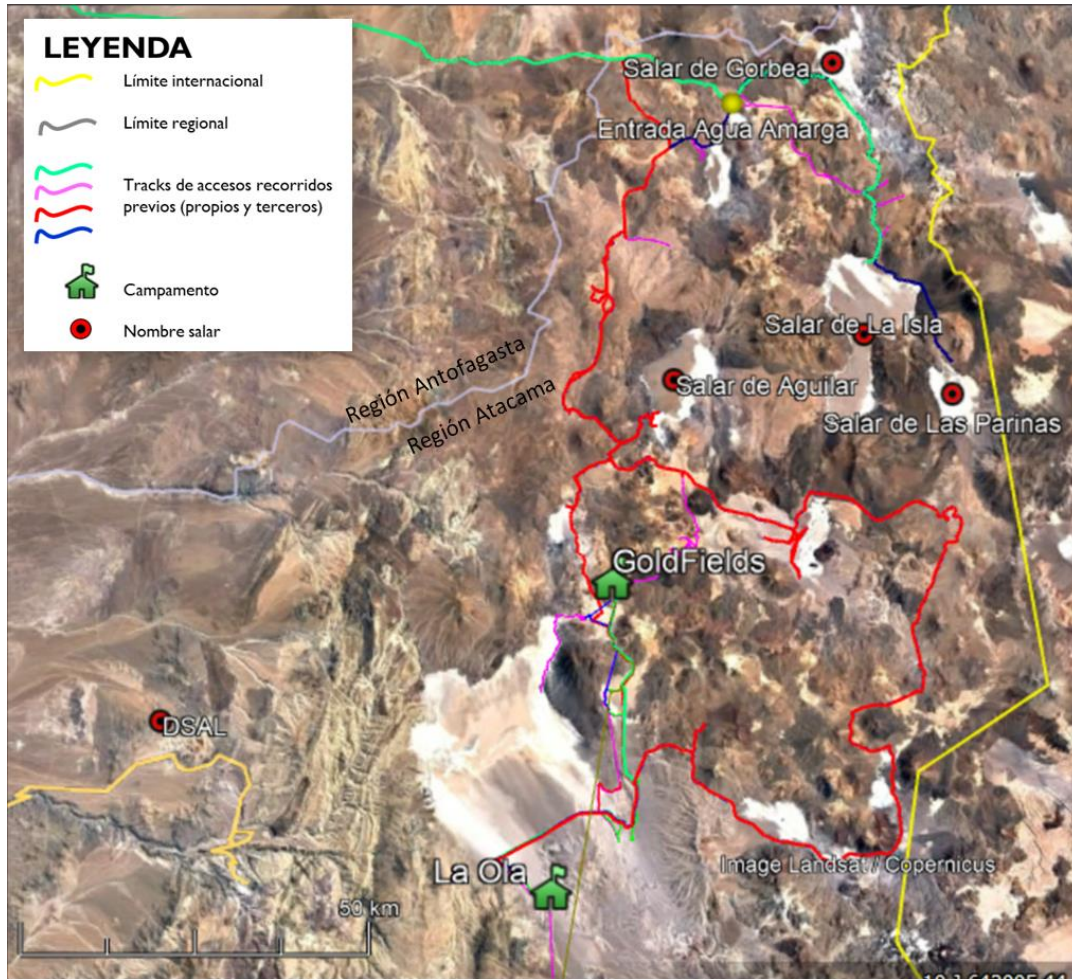 LEYENDA
Límite internacional
Límite regional
Tracks de accesos recorridos
previos (propios y terceros)
Campamento
Nombre salar
Salar de Gorbea
Entrada Agua Amarga
Salar de La Isla
Salar de Aguilar
Salar de Las Parinas
Región Antofagasta
Región Atacama
GoldFields
DSAL
La Ola
Image Landsat / Copernicus
50 km